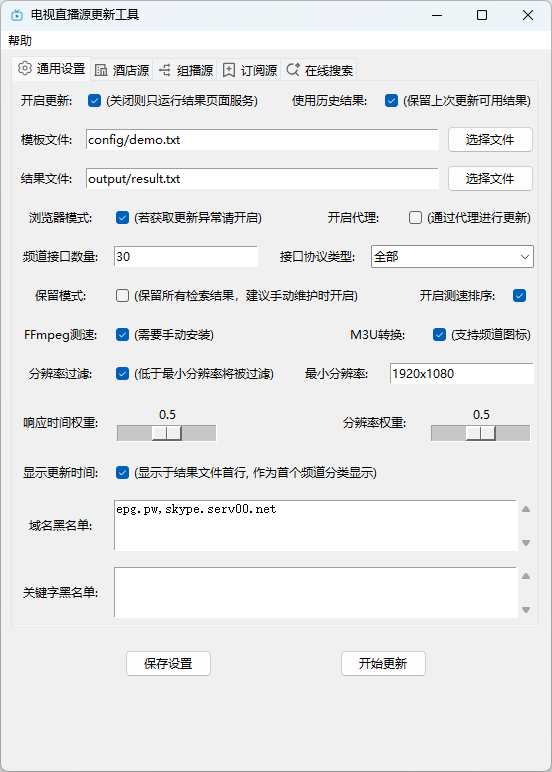 电视直播源更新工具
帮助
通用设置 酒店源 组播源 订阅源 在线搜索
开启更新: (关闭则只运行结果页面服务) 使用历史结果: (保留上次更新可用结果)
模板文件: config/demo.txt 选择文件
结果文件: output/result.txt 选择文件
浏览器模式: (若获取更新异常请开启) 开启代理: (通过代理进行更新)
频道接口数量: 30 接口协议类型: 全部
保留模式: (保留所有检索结果，建议手动维护时开启) 开启测速排序:
FFmpeg测速: (需要手动安装) M3U转换: (支持频道图标)
分辨率过滤: (低于最小分辨率将被过滤) 最小分辨率: 1920x1080
响应时间权重: 0.5 分辨率权重: 0.5
显示更新时间: (显示于结果文件首行, 作为首个频道分类显示)
域名黑名单: epg.pw,skype.serv00.net
关键字黑名单:
保存设置 开始更新